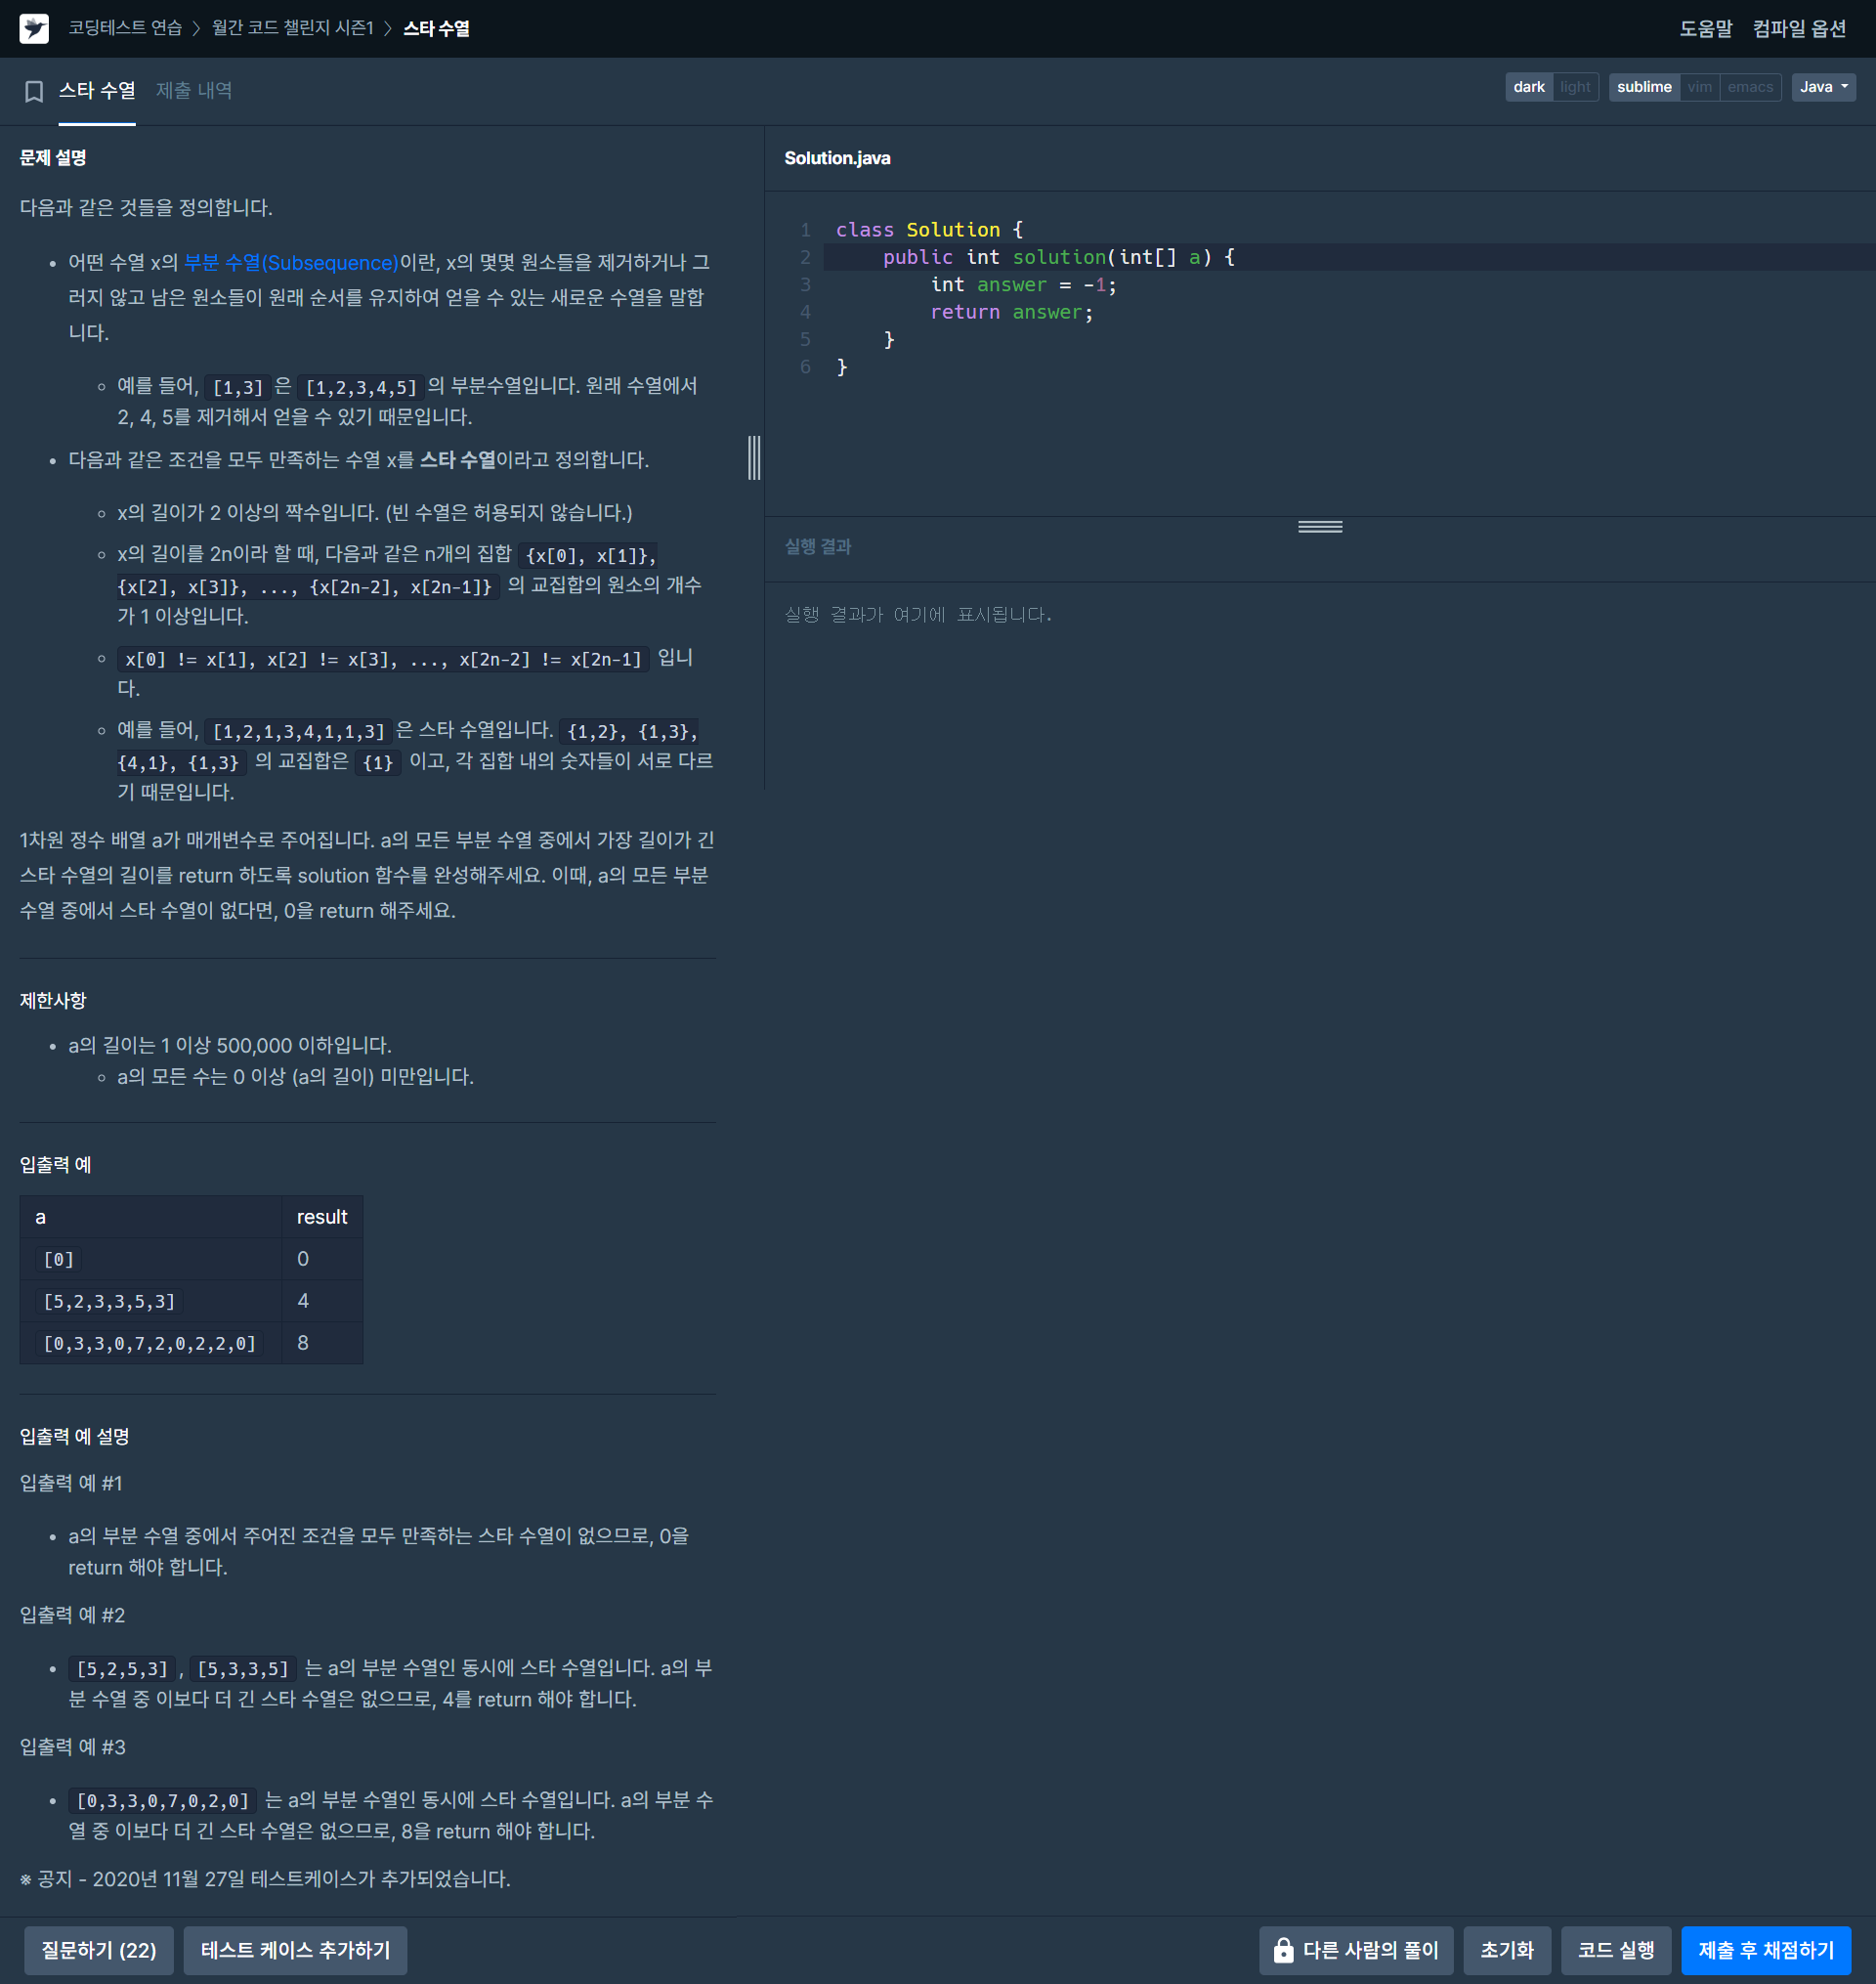 코딩테스트 연습 > 월간 코드 챌린지 시즌1 > 스타 수열
도움말 컴파일 옵션
스타 수열 제출 내역
dark light sublime vim emacs Java
문제 설명
다음과 같은 것들을 정의합니다.
• 어떤 수열 x의 부분 수열(Subsequence)이란, x의 몇몇 원소들을 제거하거나 그
러지 않고 남은 원소들이 원래 순서를 유지하여 얻을 수 있는 새로운 수열을 말합
니다.
◦ 예를 들어, [1,3]은 [1,2,3,4,5]의 부분수열입니다. 원래 수열에서
2, 4, 5를 제거해서 얻을 수 있기 때문입니다.
• 다음과 같은 조건을 모두 만족하는 수열 x를 스타 수열이라고 정의합니다.
◦ x의 길이가 2 이상의 짝수입니다. (빈 수열은 허용되지 않습니다.)
◦ x의 길이를 2n이라 할 때, 다음과 같은 n개의 집합 {x[0], x[1]},
{x[2], x[3]}, ..., {x[2n-2], x[2n-1]} 의 교집합의 원소의 개수
가 1 이상입니다.
◦ x[0] != x[1], x[2] != x[3], ..., x[2n-2] != x[2n-1] 입니
다.
◦ 예를 들어, [1,2,1,3,4,1,1,3]은 스타 수열입니다. {1,2}, {1,3},
{4,1}, {1,3} 의 교집합은 {1} 이고, 각 집합 내의 숫자들이 서로 다르
기 때문입니다.
1차원 정수 배열 a가 매개변수로 주어집니다. a의 모든 부분 수열 중에서 가장 길이가 긴
스타 수열의 길이를 return 하도록 solution 함수를 완성해주세요. 이때, a의 모든 부분
수열 중에서 스타 수열이 없다면, 0을 return 해주세요.
제한사항
• a의 길이는 1 이상 500,000 이하입니다.
◦ a의 모든 수는 0 이상 (a의 길이) 미만입니다.
입출력 예
a result
[0] 0
[5,2,3,3,5,3] 4
[0,3,3,0,7,2,0,2,2,0] 8
입출력 예 설명
입출력 예 #1
• a의 부분 수열 중에서 주어진 조건을 모두 만족하는 스타 수열이 없으므로, 0을
return 해야 합니다.
입출력 예 #2
• [5,2,5,3], [5,3,3,5] 는 a의 부분 수열인 동시에 스타 수열입니다. a의 부
분 수열 중 이보다 더 긴 스타 수열은 없으므로, 4를 return 해야 합니다.
입출력 예 #3
• [0,3,3,0,7,0,2,0] 는 a의 부분 수열인 동시에 스타 수열입니다. a의 부분 수
열 중 이보다 더 긴 스타 수열은 없으므로, 8을 return 해야 합니다.
※ 공지 - 2020년 11월 27일 테스트케이스가 추가되었습니다.
Solution.java
1 class Solution {
2 public int solution(int[] a) {
3 int answer = -1;
4 return answer;
5 }
6 }
실행 결과
실행 결과가 여기에 표시됩니다.
질문하기 (22) 테스트 케이스 추가하기
다른 사람의 풀이 초기화 코드 실행 제출 후 채점하기